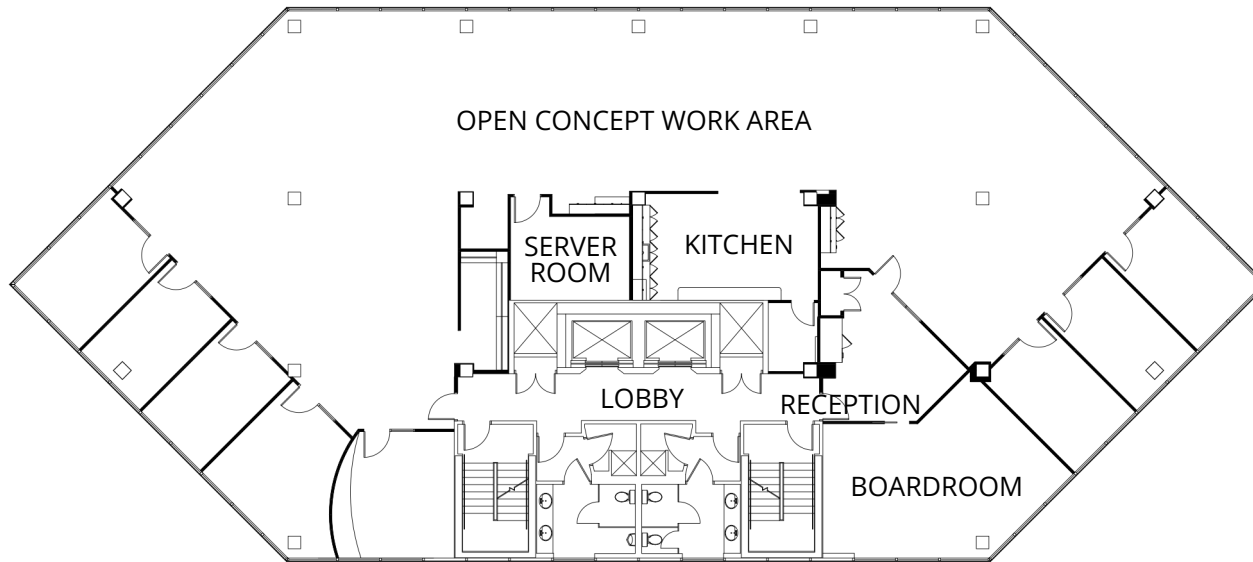 OPEN CONCEPT WORK AREA
SERVER
ROOM
KITCHEN
LOBBY
RECEPTION
BOARDROOM